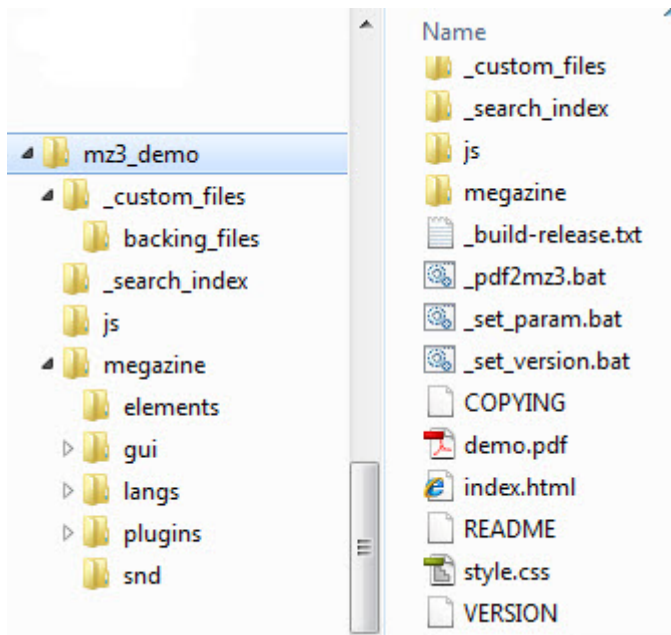 mz3_demo
_custom_files
backing_files
_search_index
js
megazine
elements
gui
langs
plugins
snd
Name
_custom_files
_search_index
js
megazine
_build-release.txt
_pdf2mz3.bat
_set_param.bat
_set_version.bat
COPYING
demo.pdf
index.html
README
style.css
VERSION